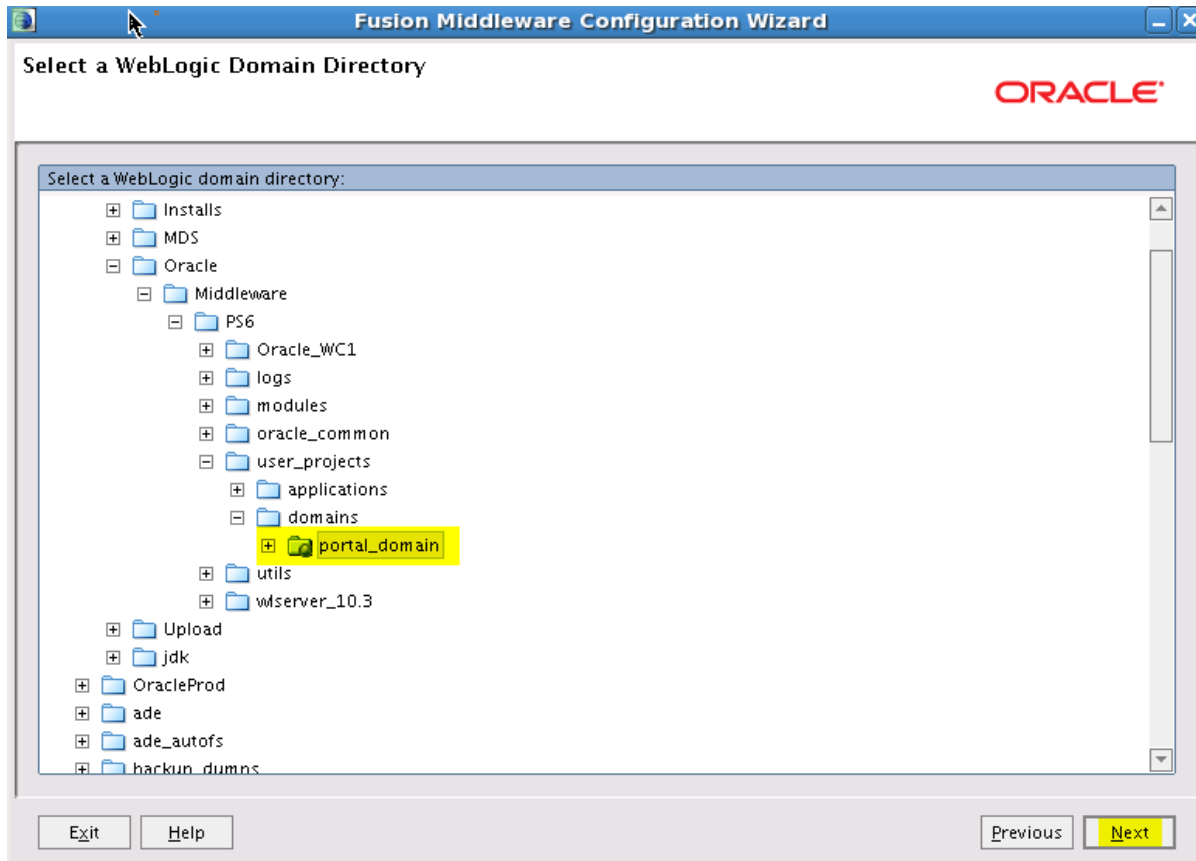 Fusion Middleware Configuration Wizard
Select a WebLogic Domain Directory
ORACLE
Select a WebLogic domain directory:
Installs
MDS
Oracle
Middleware
PS6
Oracle_WC1
logs
modules
oracle_common
user_projects
applications
domains
portal_domain
utils
wlserver_10.3
Upload
jdk
OracleProd
ade
ade_autofs
backup_dumps
Exit Help Previous Next